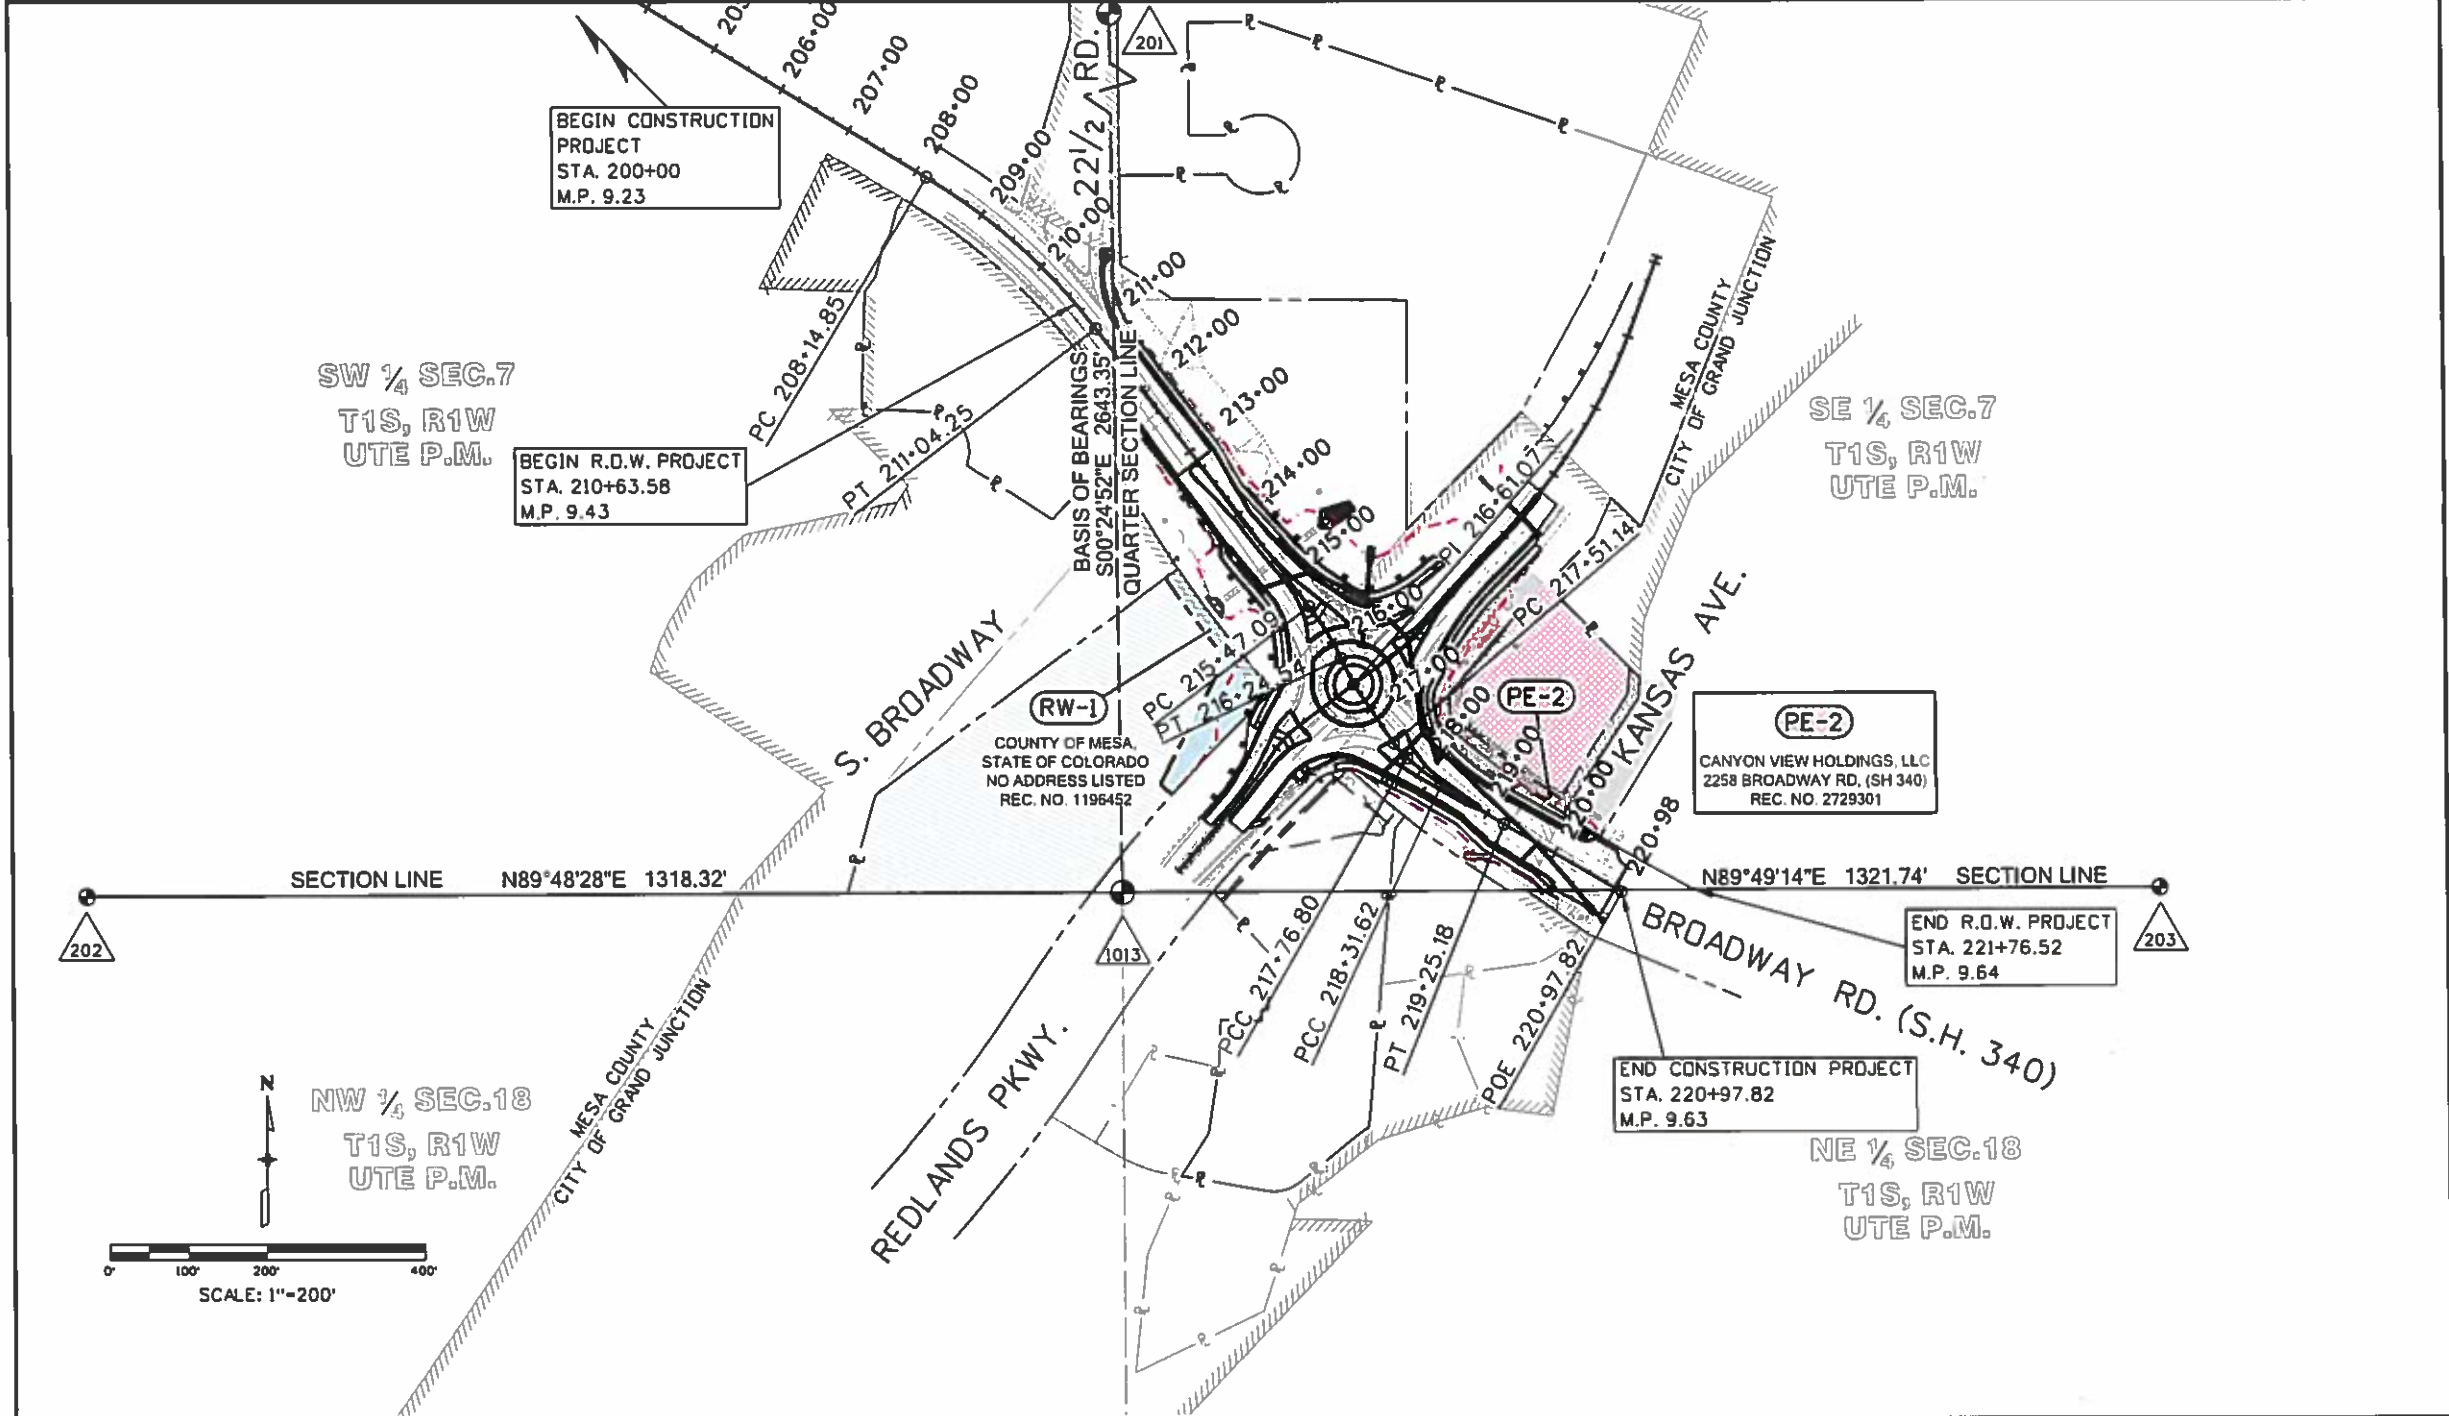 206+00
207+00
208+00
209+00
210+00
211+00
212+00
213+00
214+00
215+00
216+00
217+00
219+00
220+00
220+98
22 1/2 RD.
201
BEGIN CONSTRUCTION
PROJECT
STA. 200+00
M.P. 9.23
SW 1/4 SEC.7
T1S, R1W
UTE P.M.
BEGIN R.O.W. PROJECT
STA. 210+63.58
M.P. 9.43
PC 208+14.85
PT 211+04.25
BASIS OF BEARINGS
S00°24'52"E 2643.35'
QUARTER SECTION LINE
MESA COUNTY
CITY OF GRAND JUNCTION
SE 1/4 SEC.7
T1S, R1W
UTE P.M.
PI 216+61.07
PC 217+51.14
S. BROADWAY
KANSAS AVE.
PC 215+47.09
PT 216+24.54
RW-1
COUNTY OF MESA,
STATE OF COLORADO
NO ADDRESS LISTED
REC. NO. 1196452
PE-2
PE-2
CANYON VIEW HOLDINGS, LLC
2258 BROADWAY RD, (SH 340)
REC. NO. 2729301
SECTION LINE N89°48'28"E 1318.32'
N89°49'14"E 1321.74' SECTION LINE
202
1013
203
END R.O.W. PROJECT
STA. 221+76.52
M.P. 9.64
BROADWAY RD. (S.H. 340)
PCC 217+76.80
PCC 218+31.62
PT 219+25.18
POE 220+97.82
END CONSTRUCTION PROJECT
STA. 220+97.82
M.P. 9.63
REDLANDS PKWY.
MESA COUNTY
CITY OF GRAND JUNCTION
N
NW 1/4 SEC.18
T1S, R1W
UTE P.M.
NE 1/4 SEC.18
T1S, R1W
UTE P.M.
0' 100' 200' 400'
SCALE: 1"=200'